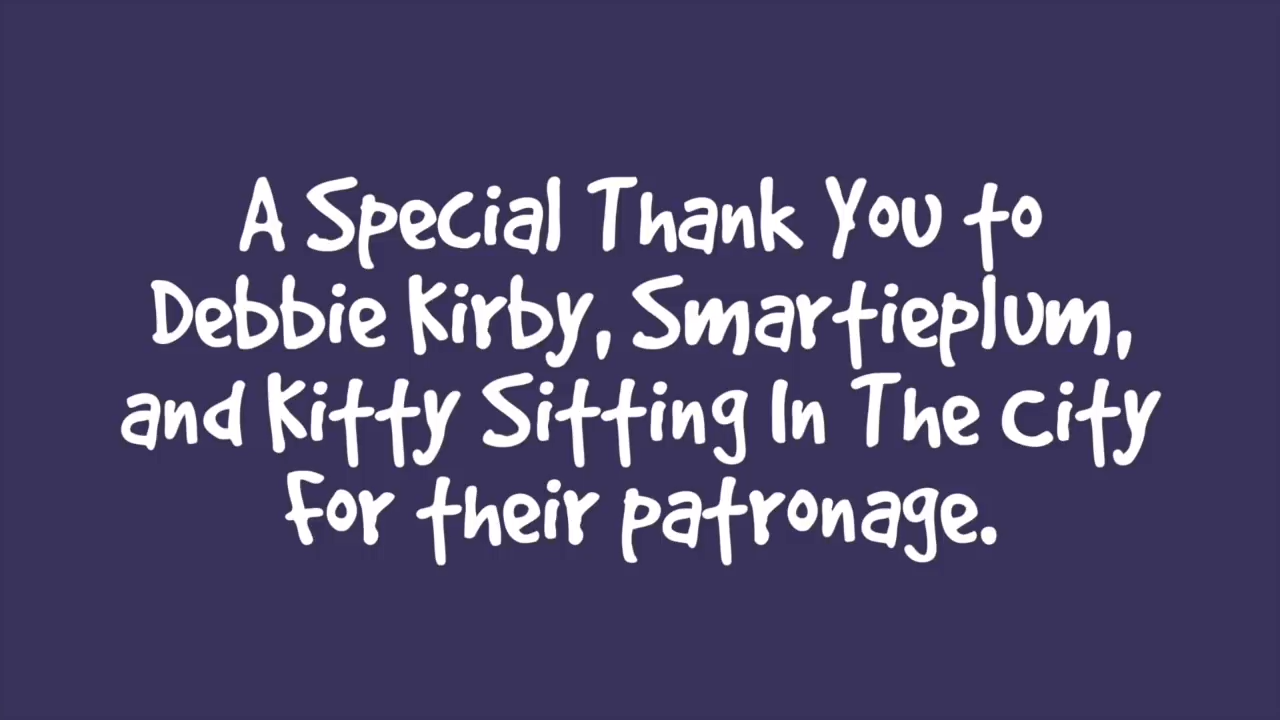 A Special Thank You to
Debbie Kirby, Smartieplum,
and Kitty Sitting In The City
For their patronage.